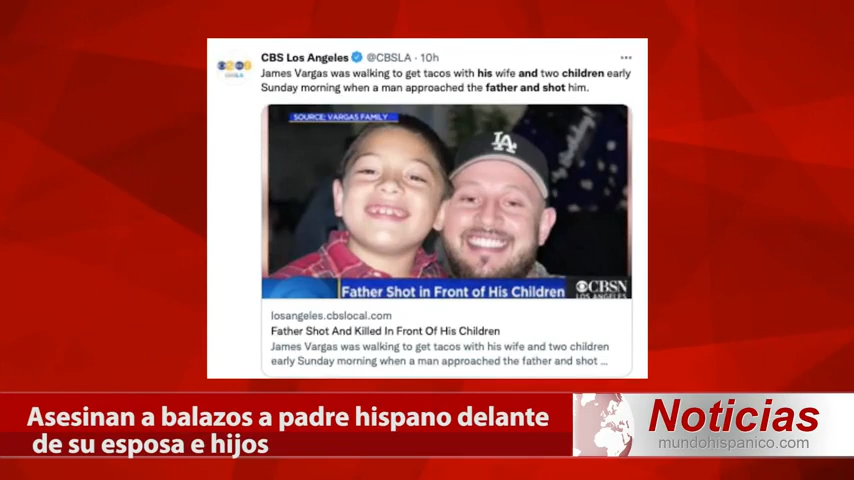 CBS Los Angeles @CBSLA · 10h
James Vargas was walking to get tacos with his wife and two children early
Sunday morning when a man approached the father and shot him.
SOURCE: VARGAS FAMILY
LA
Father Shot in Front of His Children
CBSN
LOS ANGELES
losangeles.cbslocal.com
Father Shot And Killed In Front Of His Children
James Vargas was walking to get tacos with his wife and two children
early Sunday morning when a man approached the father and shot ...
Asesinan a balazos a padre hispano delante
de su esposa e hijos
Noticias
mundohispanico.com